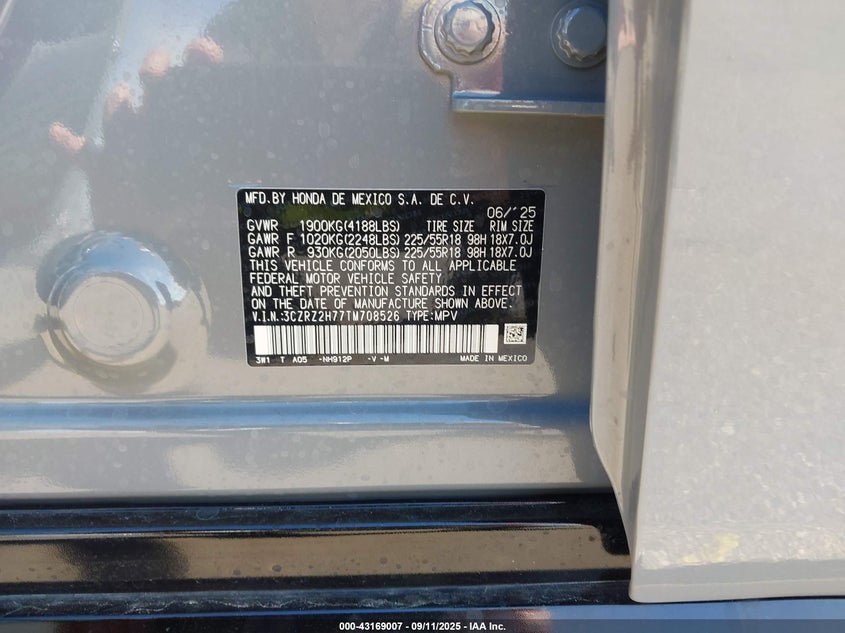 MFD.BY HONDA DE MEXICO S.A. DE C.V.
06/'25
GVWR 1900KG(4188LBS) TIRE SIZE RIM SIZE
GAWR F 1020KG(2248LBS) 225/55R18 98H 18X7.0J
GAWR R 930KG(2050LBS) 225/55R18 98H 18X7.0J
THIS VEHICLE CONFORMS TO ALL APPLICABLE
FEDERAL MOTOR VEHICLE SAFETY
AND THEFT PREVENTION STANDARDS IN EFFECT
ON THE DATE OF MANUFACTURE SHOWN ABOVE.
V.I.N.:3CZRZ2H77TM708526 TYPE:MPV
3W1 T A05 -NH912P -V -M MADE IN MEXICO
000-43169007 - 09/11/2025 - IAA Inc.